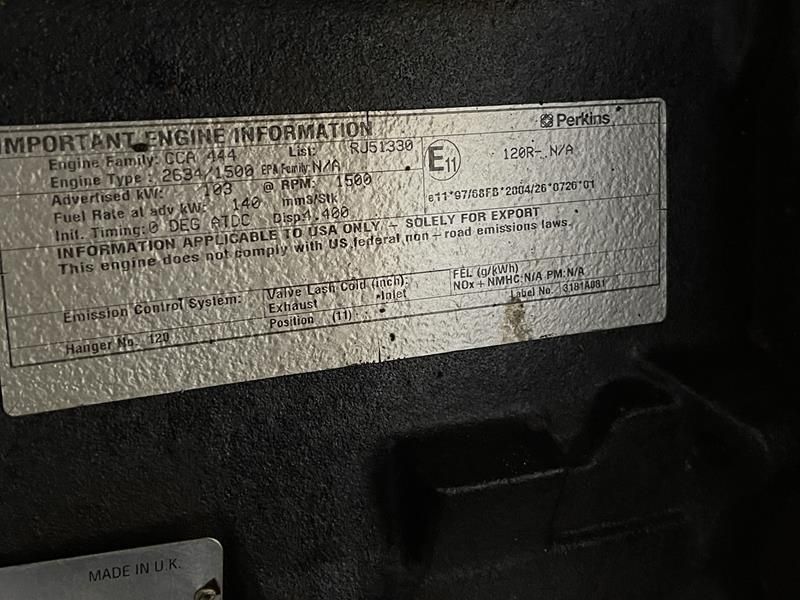 IMPORTANT ENGINE INFORMATION
Perkins
Engine Family: CCA 444 List: RJ51330
Engine Type : 2634/1500 EPA Family N/A
Advertised kW: 103 @ RPM: 1500
Fuel Rate at adv kW: 140 mm3/Stk
Init. Timing: 0 DEG ATDC Disp 4.400
E11
120R- N/A
e11*97/68FB*2004/26*0726*01
INFORMATION APPLICABLE TO USA ONLY - SOLELY FOR EXPORT
This engine does not comply with US federal non-road emissions laws.
Emission Control System:
Valve Lash Cold (inch):
Exhaust Inlet
Position (11)
FEL (g/kWh)
NOx + NMHC:N/A PM:N/A
Hanger No. 120
Label No. 3181A081
MADE IN U.K.